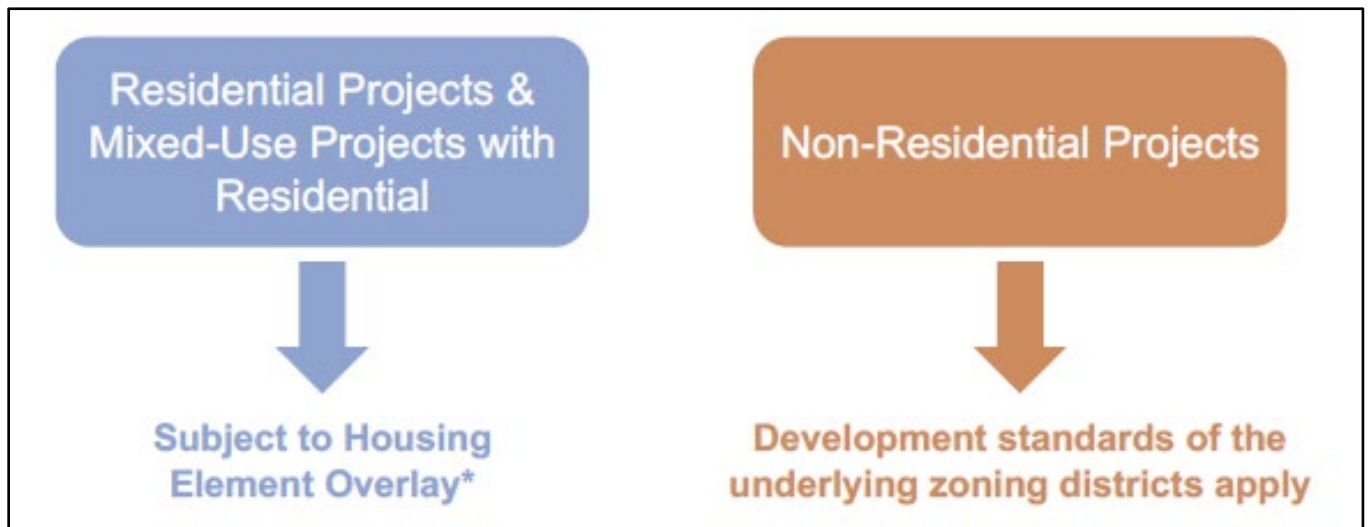 Residential Projects &
Mixed-Use Projects with
Residential
Non-Residential Projects
Subject to Housing
Element Overlay*
Development standards of the
underlying zoning districts apply